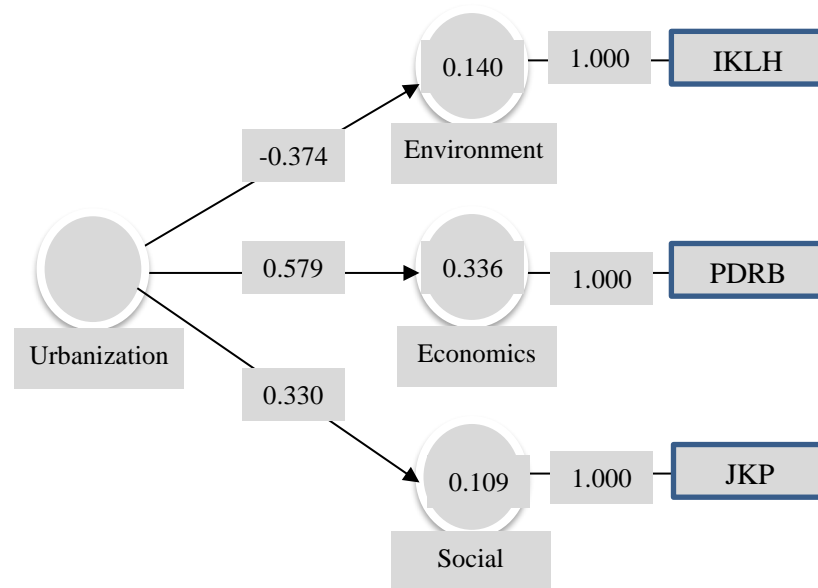 0.140
1.000
IKLH
Environment
-0.374
0.579
0.336
1.000
PDRB
Urbanization
Economics
0.330
0.109
1.000
JKP
Social